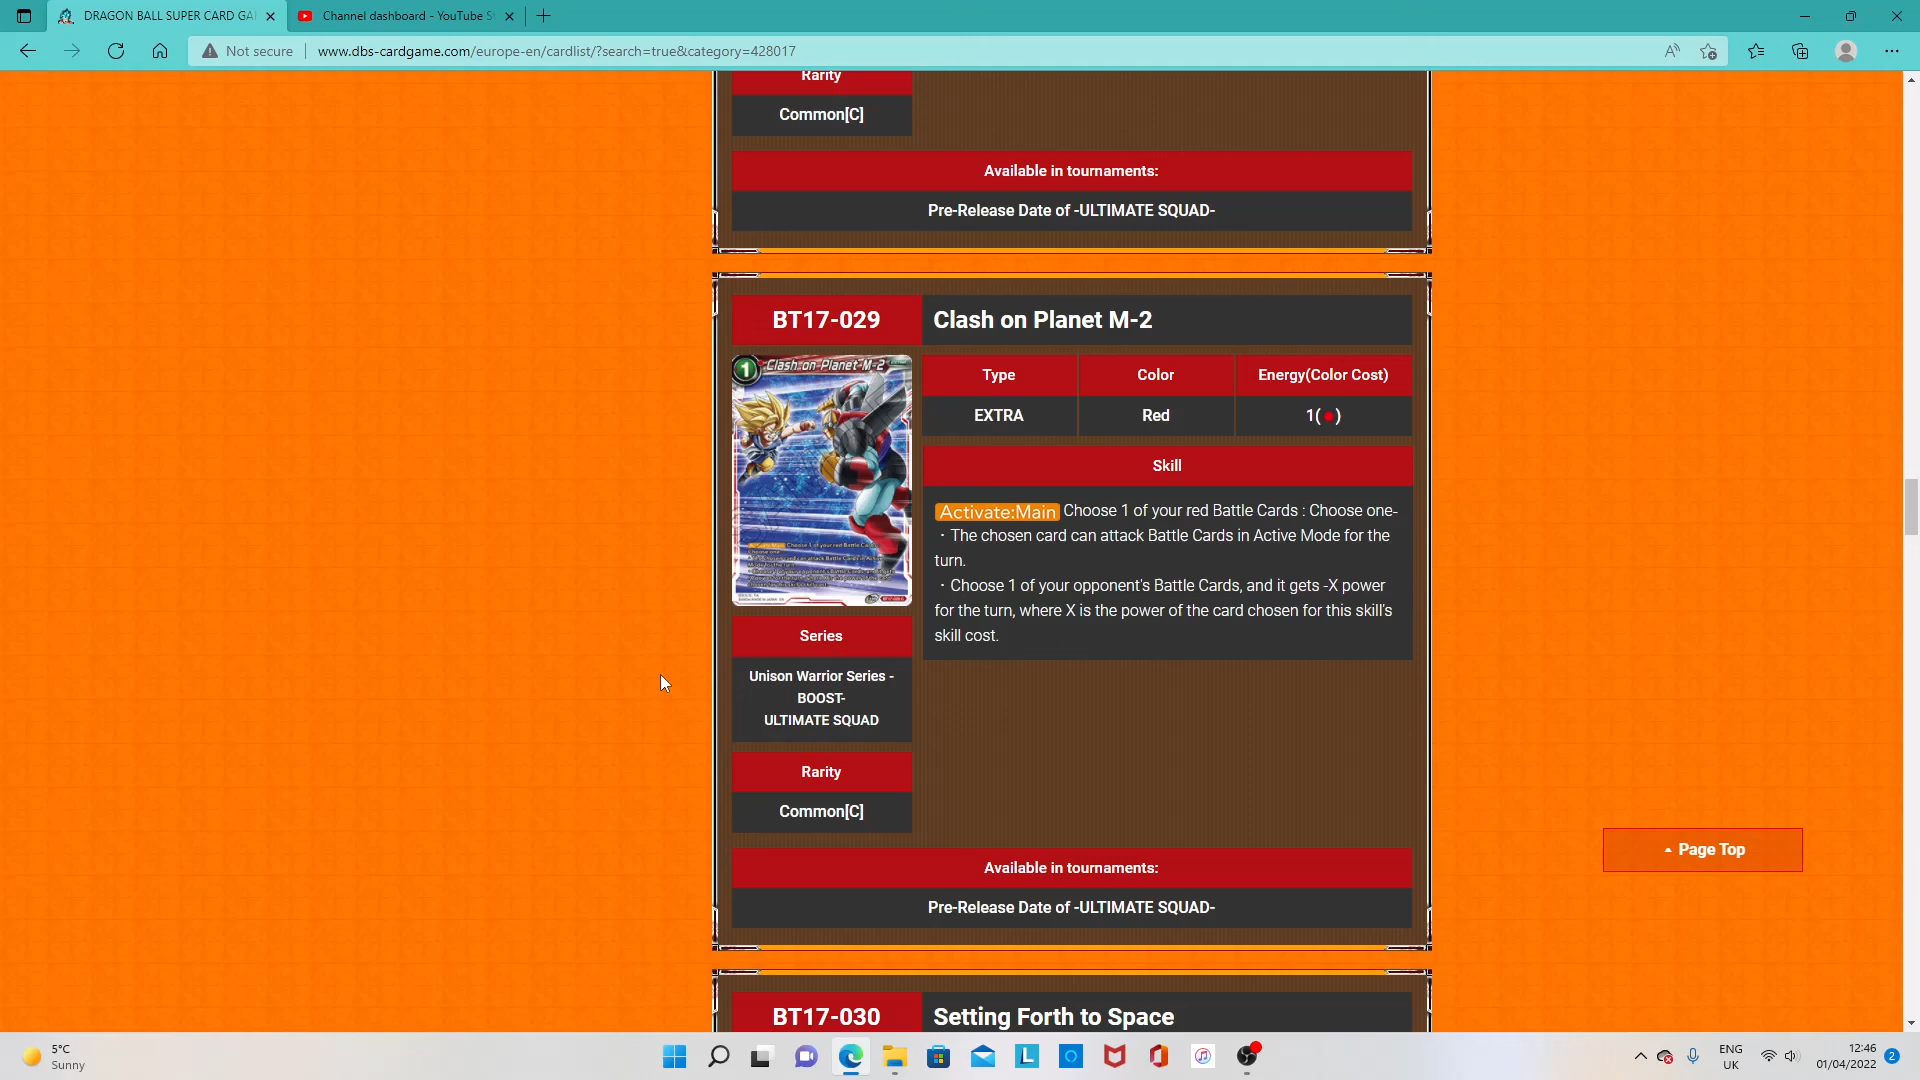 DRAGON BALL SUPER CARD GA
Channel dashboard - YouTube S
Not secure
www.dbs-cardgame.com/europe-en/cardlist/?search=true&category=428017
Rarity
Common[C]
Available in tournaments:
Pre-Release Date of -ULTIMATE SQUAD-
BT17-029
Clash on Planet M-2
1
Clash on Planet M-2
Type
Color
Energy(Color Cost)
EXTRA
Red
1( )
Skill
Activate:Main Choose 1 of your red Battle Cards : Choose one-
・The chosen card can attack Battle Cards in Active Mode for the
turn.
・Choose 1 of your opponent's Battle Cards, and it gets -X power
for the turn, where X is the power of the card chosen for this skill's
skill cost.
Series
Unison Warrior Series -
BOOST-
ULTIMATE SQUAD
Rarity
Common[C]
Available in tournaments:
Pre-Release Date of -ULTIMATE SQUAD-
Page Top
BT17-030
Setting Forth to Space
5°C
Sunny
ENG
UK
12:46
01/04/2022
2